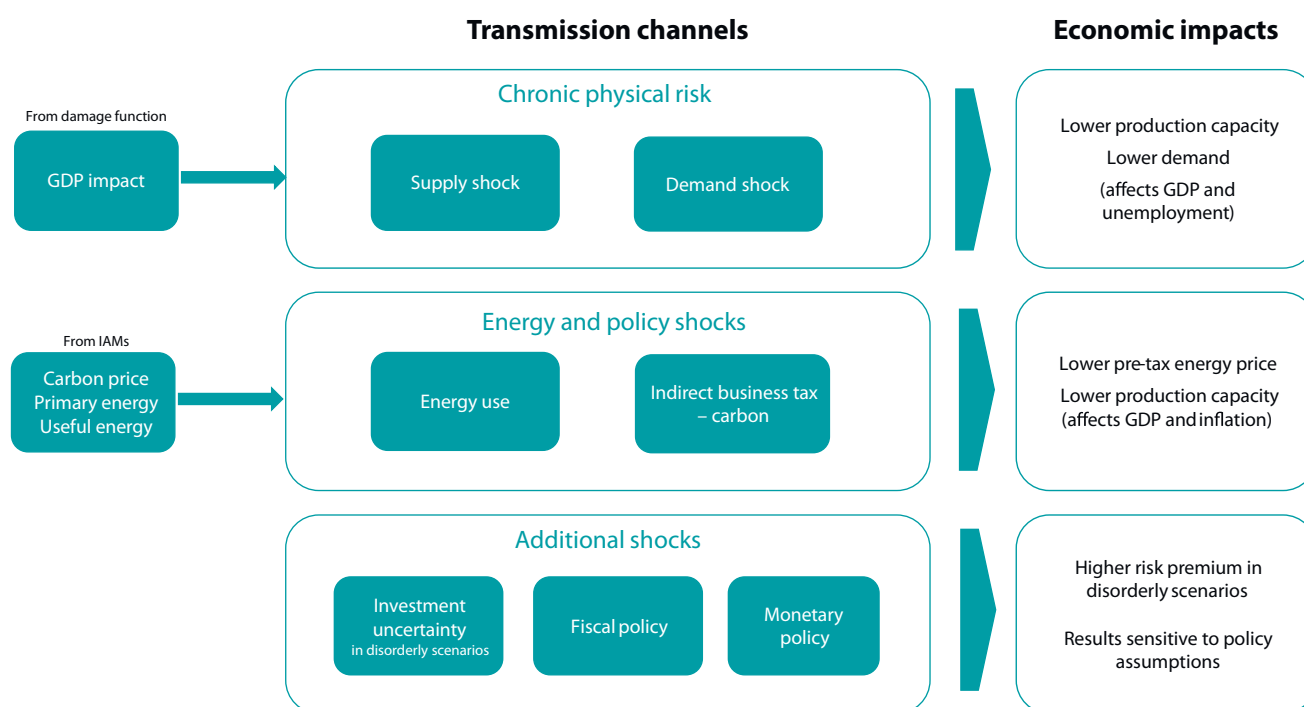 Transmission channels
Economic impacts
From damage function
GDP impact
Chronic physical risk
Supply shock
Demand shock
Lower production capacity
Lower demand
(affects GDP and
unemployment)
From IAMs
Carbon price
Primary energy
Useful energy
Energy and policy shocks
Energy use
Indirect business tax
– carbon
Lower pre-tax energy price
Lower production capacity
(affects GDP and inflation)
Additional shocks
Investment
uncertainty
in disorderly scenarios
Fiscal policy
Monetary
policy
Higher risk premium in
disorderly scenarios
Results sensitive to policy
assumptions